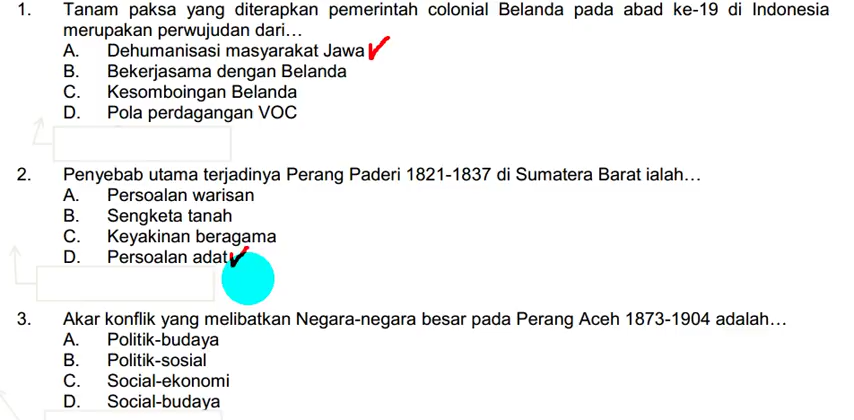 1. Tanam paksa yang diterapkan pemerintah colonial Belanda pada abad ke-19 di Indonesia
merupakan perwujudan dari…
A. Dehumanisasi masyarakat Jawa
B. Bekerjasama dengan Belanda
C. Kesomboingan Belanda
D. Pola perdagangan VOC
2. Penyebab utama terjadinya Perang Paderi 1821-1837 di Sumatera Barat ialah…
A. Persoalan warisan
B. Sengketa tanah
C. Keyakinan beragama
D. Persoalan adat
3. Akar konflik yang melibatkan Negara-negara besar pada Perang Aceh 1873-1904 adalah…
A. Politik-budaya
B. Politik-sosial
C. Social-ekonomi
D. Social-budaya